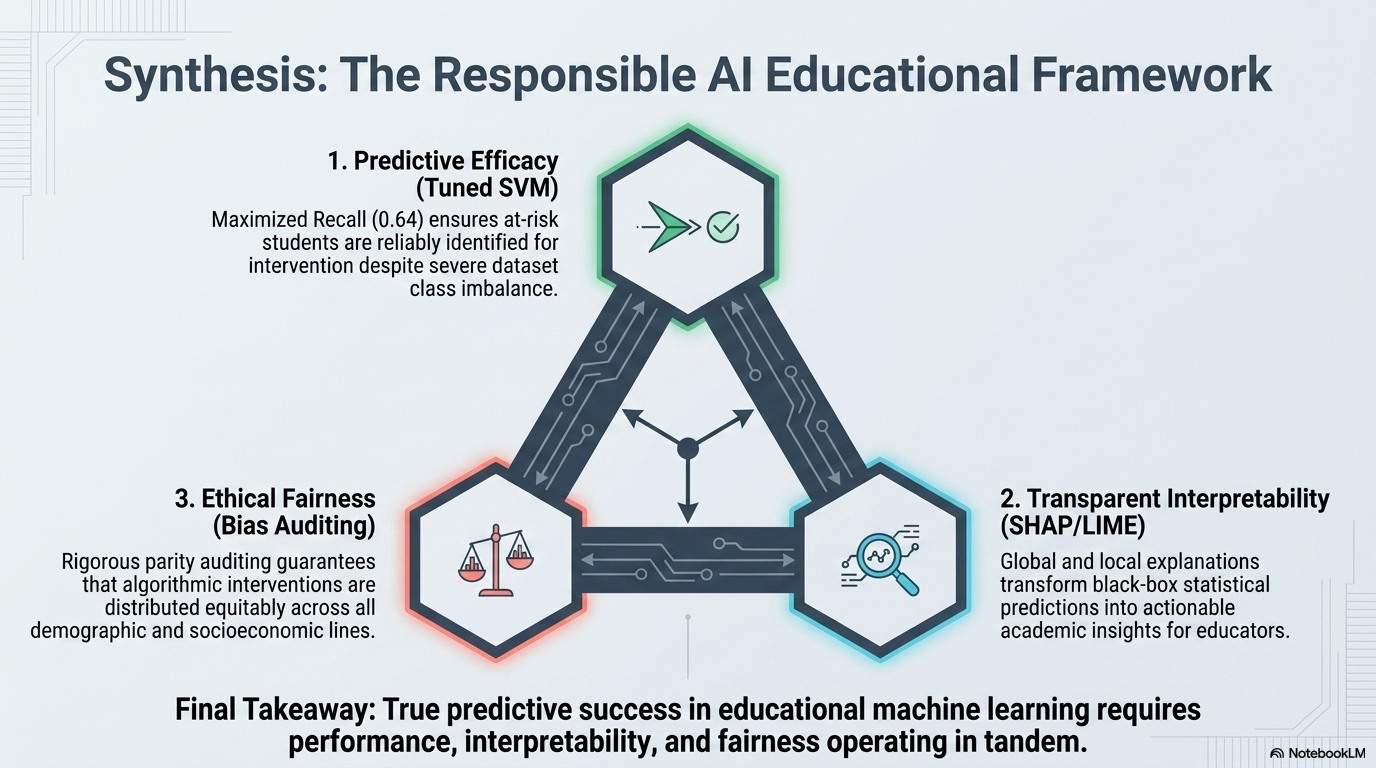 Synthesis: The Responsible AI Educational Framework
1. Predictive Efficacy
(Tuned SVM)
Maximized Recall (0.64) ensures at-risk
students are reliably identified for
intervention despite severe dataset
class imbalance.
3. Ethical Fairness
(Bias Auditing)
Rigorous parity auditing guarantees
that algorithmic interventions are
distributed equitably across all
demographic and socioeconomic lines.
2. Transparent Interpretability
(SHAP/LIME)
Global and local explanations
transform black-box statistical
predictions into actionable
academic insights for educators.
Final Takeaway: True predictive success in educational machine learning requires
performance, interpretability, and fairness operating in tandem.
NotebookLM